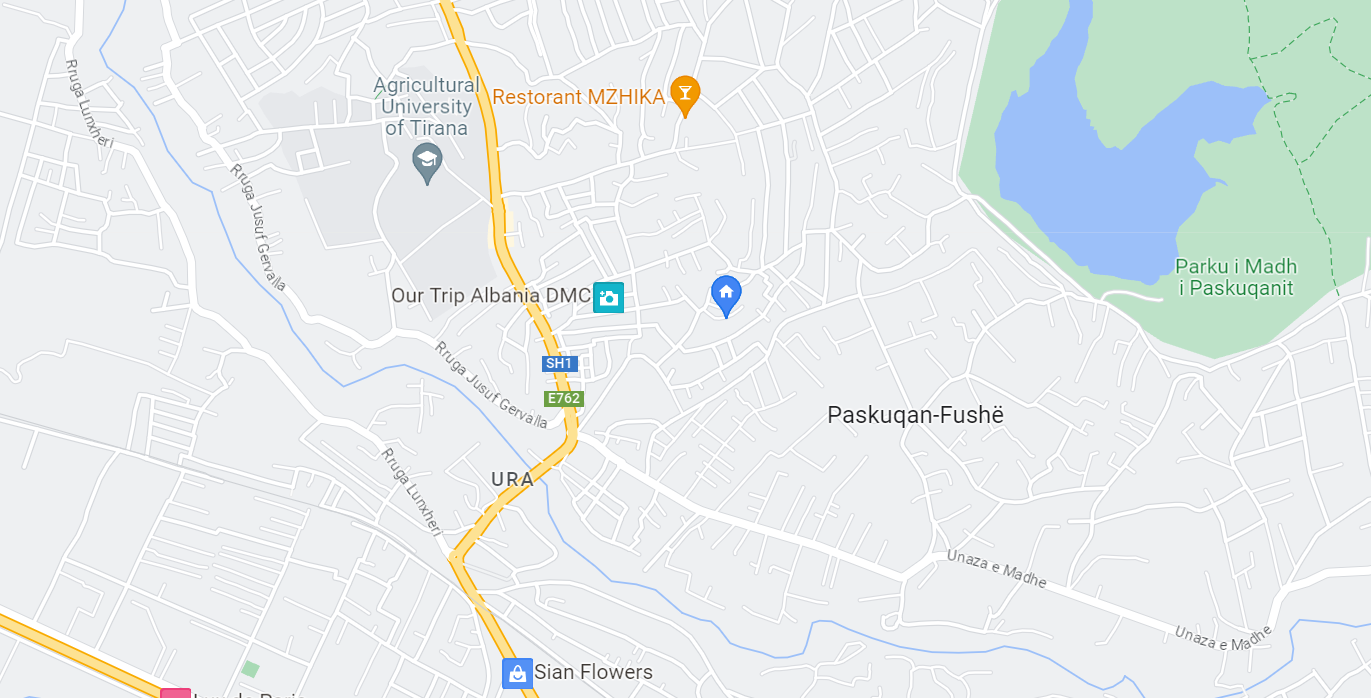 Agricultural
University
of Tirana
Restorant MZHIKA
Rruga Lunxheri
Rruga Jusuf Gervalla
Parku i Madh
i Paskuqanit
Our Trip Albania DMC
SH1
Rruga Jusuf Gervalla
E762
Paskuqan-Fushë
URA
Rruga Lunxheri
Unaza e Madhe
Unaza e Madhe
Sian Flowers